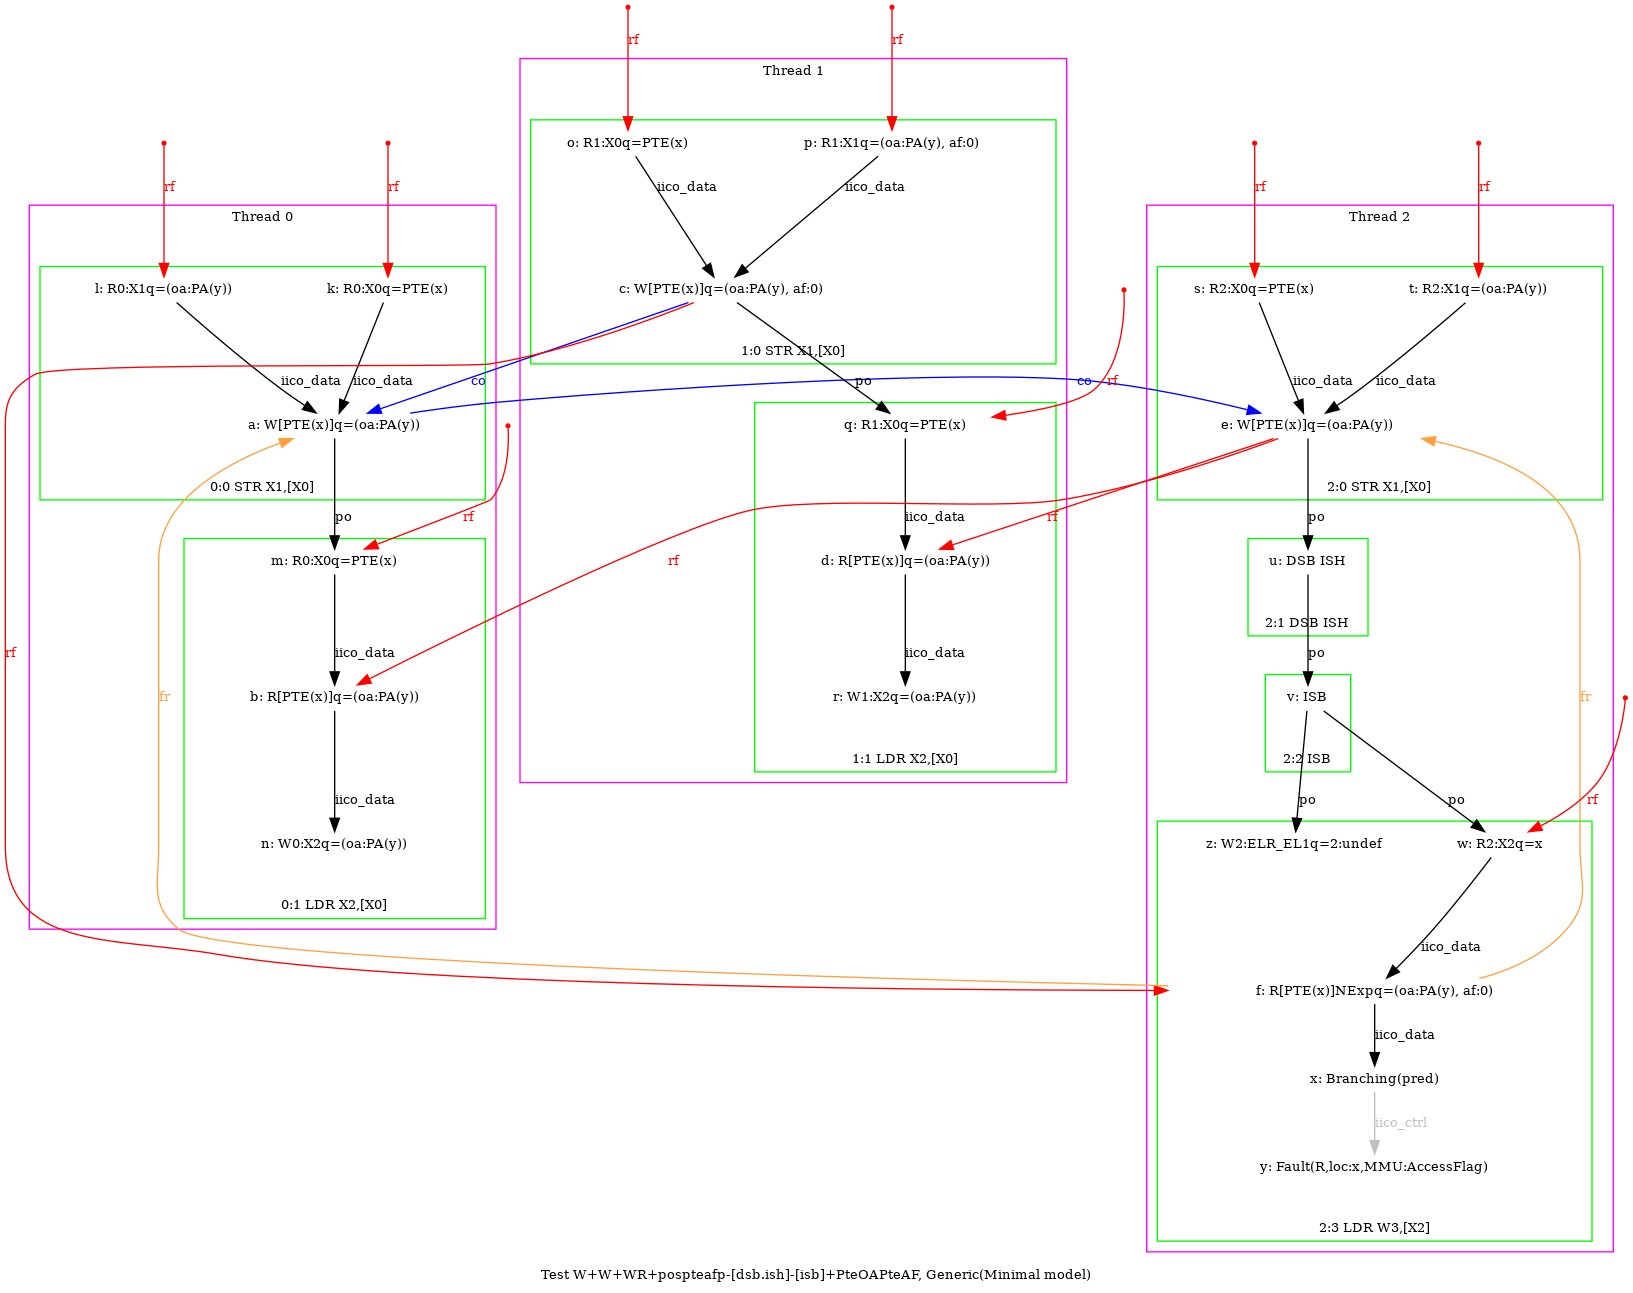 rf
rf
Thread 1
o: R1:X0q=PTE(x)
p: R1:X1q=(oa:PA(y), af:0)
rf
rf
iico_data
iico_data
rf
rf
Thread 0
Thread 2
l: R0:X1q=(oa:PA(y))
k: R0:X0q=PTE(x)
c: W[PTE(x)]q=(oa:PA(y), af:0)
s: R2:X0q=PTE(x)
t: R2:X1q=(oa:PA(y))
1:0 STR X1,[X0]
iico_data
iico_data
co
po
co
rf
iico_data
iico_data
a: W[PTE(x)]q=(oa:PA(y))
q: R1:X0q=PTE(x)
e: W[PTE(x)]q=(oa:PA(y))
0:0 STR X1,[X0]
2:0 STR X1,[X0]
po
rf
iico_data
rf
po
m: R0:X0q=PTE(x)
rf
d: R[PTE(x)]q=(oa:PA(y))
u: DSB ISH
2:1 DSB ISH
rf
iico_data
iico_data
po
fr
b: R[PTE(x)]q=(oa:PA(y))
r: W1:X2q=(oa:PA(y))
v: ISB
fr
1:1 LDR X2,[X0]
2:2 ISB
iico_data
po
po
rf
n: W0:X2q=(oa:PA(y))
z: W2:ELR_EL1q=2:undef
w: R2:X2q=x
0:1 LDR X2,[X0]
iico_data
f: R[PTE(x)]NExpq=(oa:PA(y), af:0)
iico_data
x: Branching(pred)
iico_ctrl
y: Fault(R,loc:x,MMU:AccessFlag)
2:3 LDR W3,[X2]
Test W+W+WR+pospteafp-[dsb.ish]-[isb]+PteOAPteAF, Generic(Minimal model)